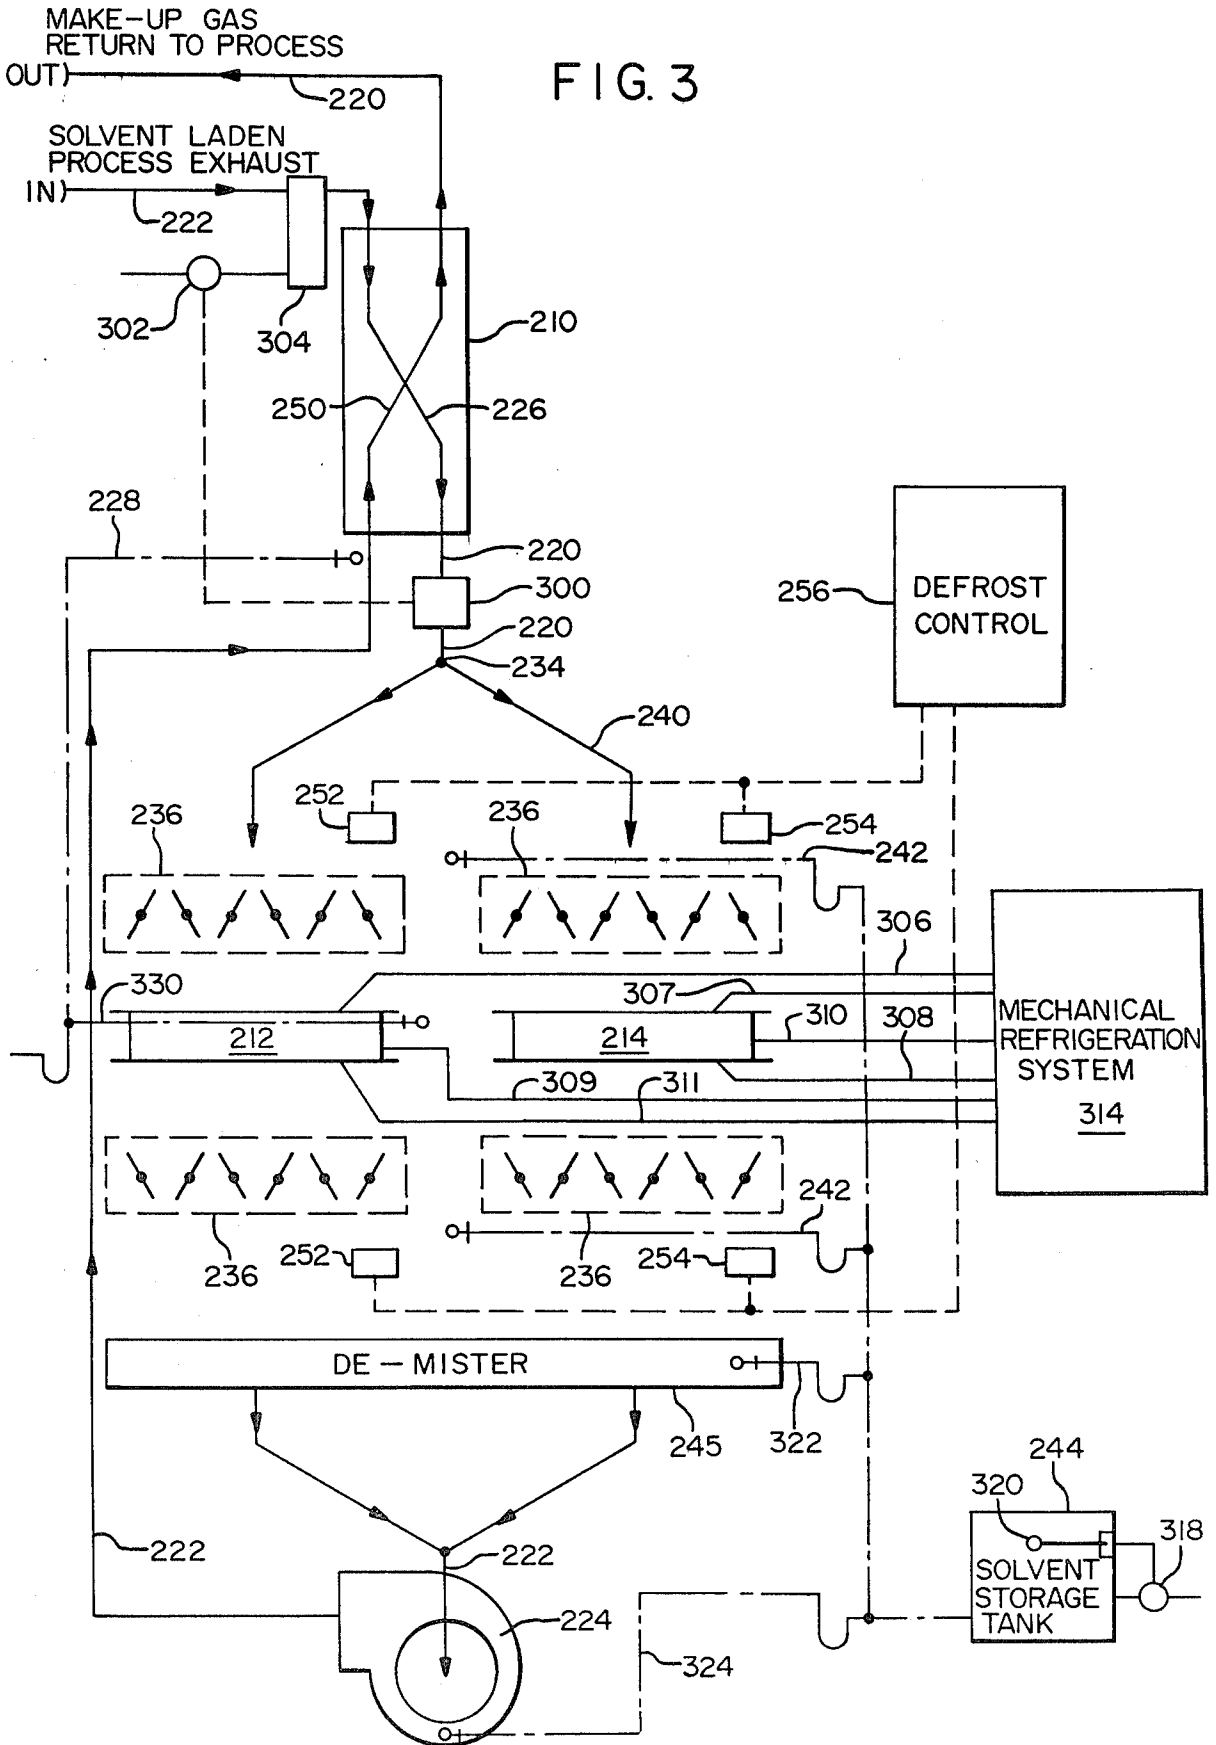 MAKE-UP GAS
RETURN TO PROCESS
OUT)
220
FIG. 3
SOLVENT LADEN
PROCESS EXHAUST
IN)
222
302
304
210
250
226
228
220
300
220
234
256
DEFROST
CONTROL
240
252
254
236
236
242
306
330
307
310
308
212
214
MECHANICAL
REFRIGERATION
SYSTEM
314
309
311
242
236
252
236
254
DE-MISTER
245
322
244
320
318
SOLVENT
STORAGE
TANK
222
222
224
324